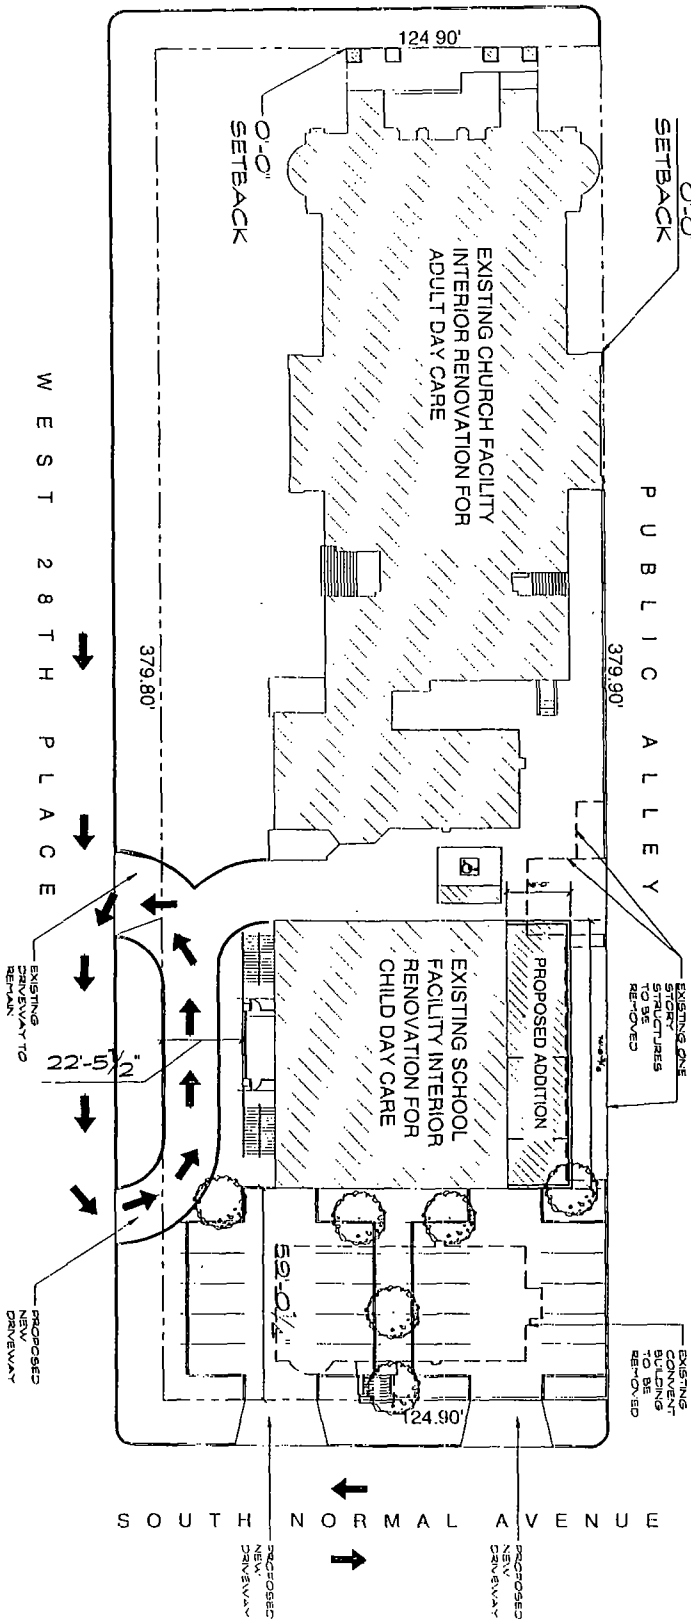 124.90'
0'-0"
SETBACK
SETBACK
EXISTING CHURCH FACILITY
INTERIOR RENOVATION FOR
ADULT DAY CARE
WEST 28TH PLACE
PUBLIC ALLEY
379.80'
379.90'
EXISTING
DRIVEWAY TO
REMAIN
22'-5 1/2"
EXISTING SCHOOL
FACILITY INTERIOR
RENOVATION FOR
CHILD DAY CARE
PROPOSED ADDITION
EXISTING ONE
STORY
STRUCTURES
TO BE
REMOVED
59'-0 1/4"
PROPOSED
NEW
DRIVEWAY
EXISTING
CONVENT
BUILDING
TO BE
REMOVED
124.90'
SOUTH NORMAL AVENUE
PROPOSED
NEW
DRIVEWAY
PROPOSED
NEW
DRIVEWAY